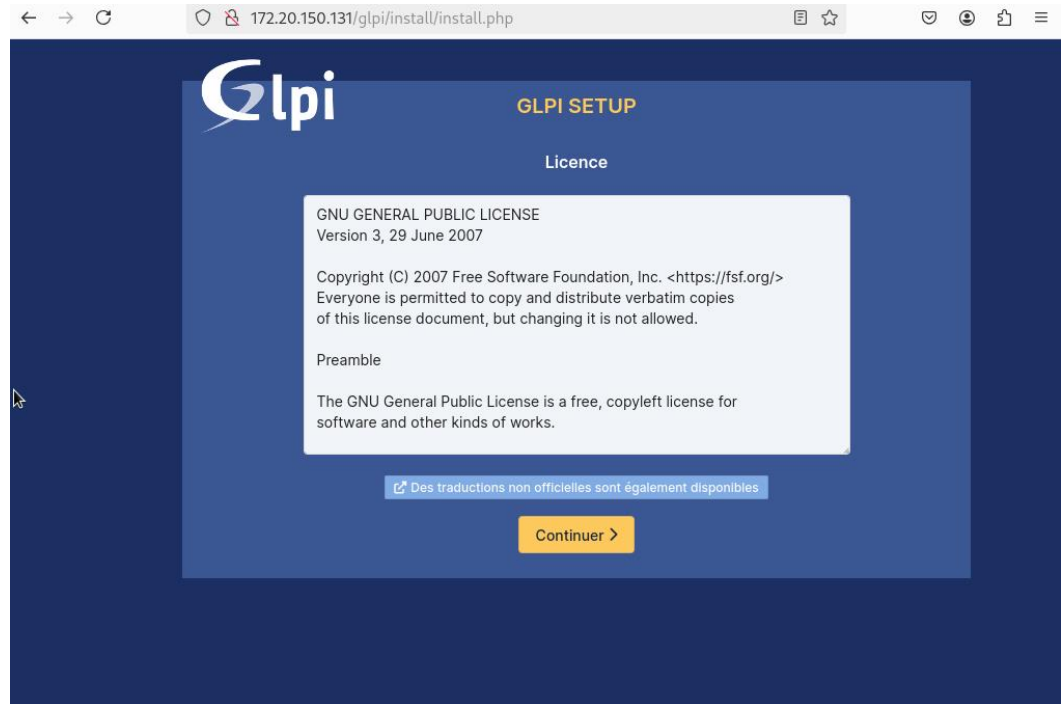 172.20.150.131/glpi/install/install.php
Glpi
GLPI SETUP
Licence
GNU GENERAL PUBLIC LICENSE
Version 3, 29 June 2007
Copyright (C) 2007 Free Software Foundation, Inc. <https://fsf.org/>
Everyone is permitted to copy and distribute verbatim copies
of this license document, but changing it is not allowed.
Preamble
The GNU General Public License is a free, copyleft license for
software and other kinds of works.
Des traductions non officielles sont également disponibles
Continuer